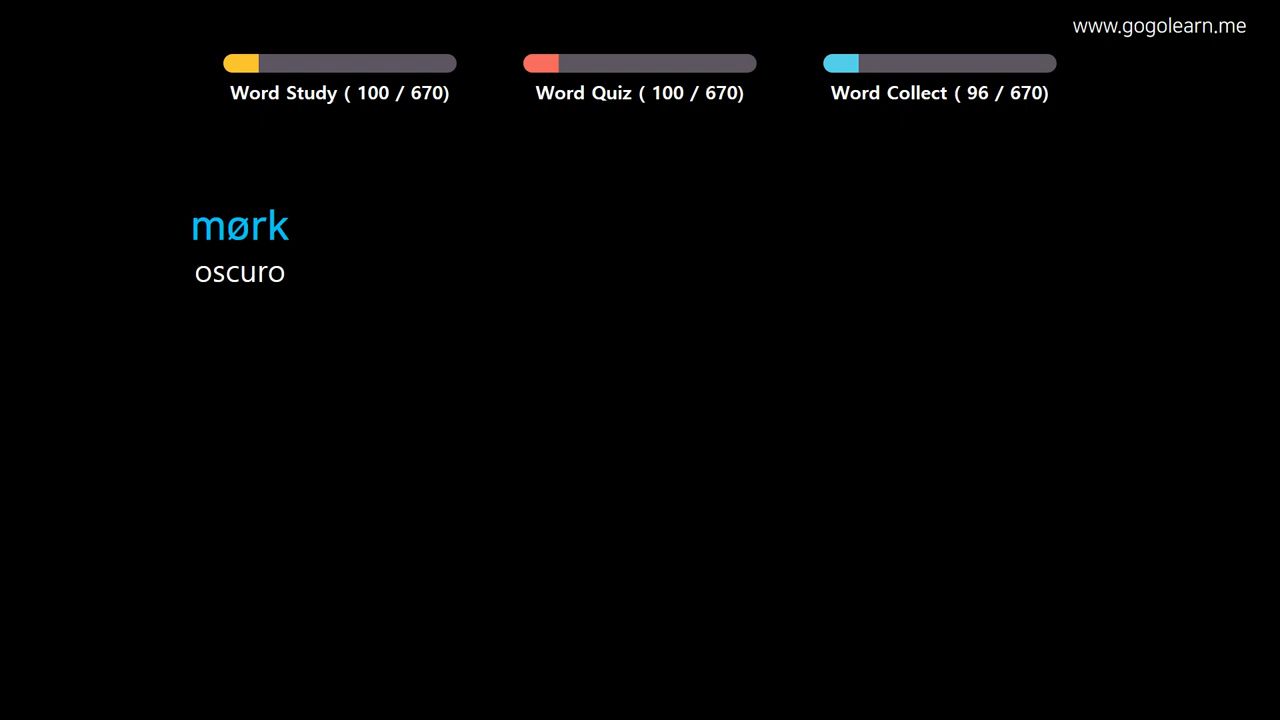 www.gogolearn.me
Word Study ( 100 / 670)
Word Quiz ( 100 / 670)
Word Collect ( 96 / 670)
mørk
oscuro